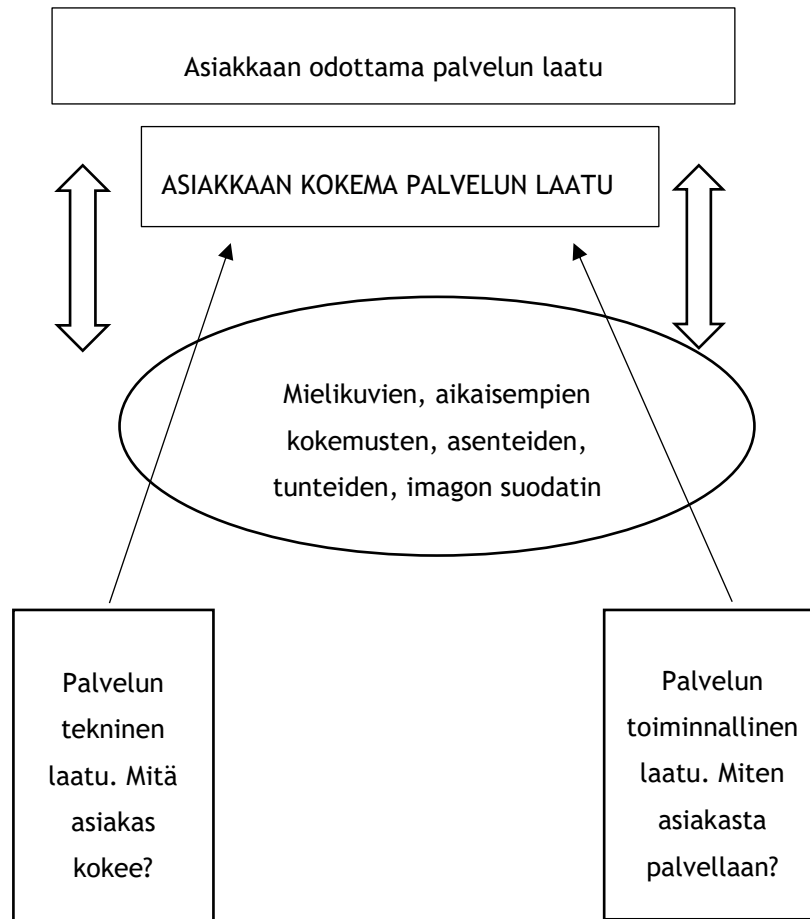 Asiakkaan odottama palvelun laatu
ASIAKKAAN KOKEMA PALVELUN LAATU
Mielikuvien, aikaisempien
kokemusten, asenteiden,
tunteiden, imagon suodatin
Palvelun
tekninen
laatu. Mitä
asiakas
kokee?
Palvelun
toiminnallinen
laatu. Miten
asiakasta
palvellaan?